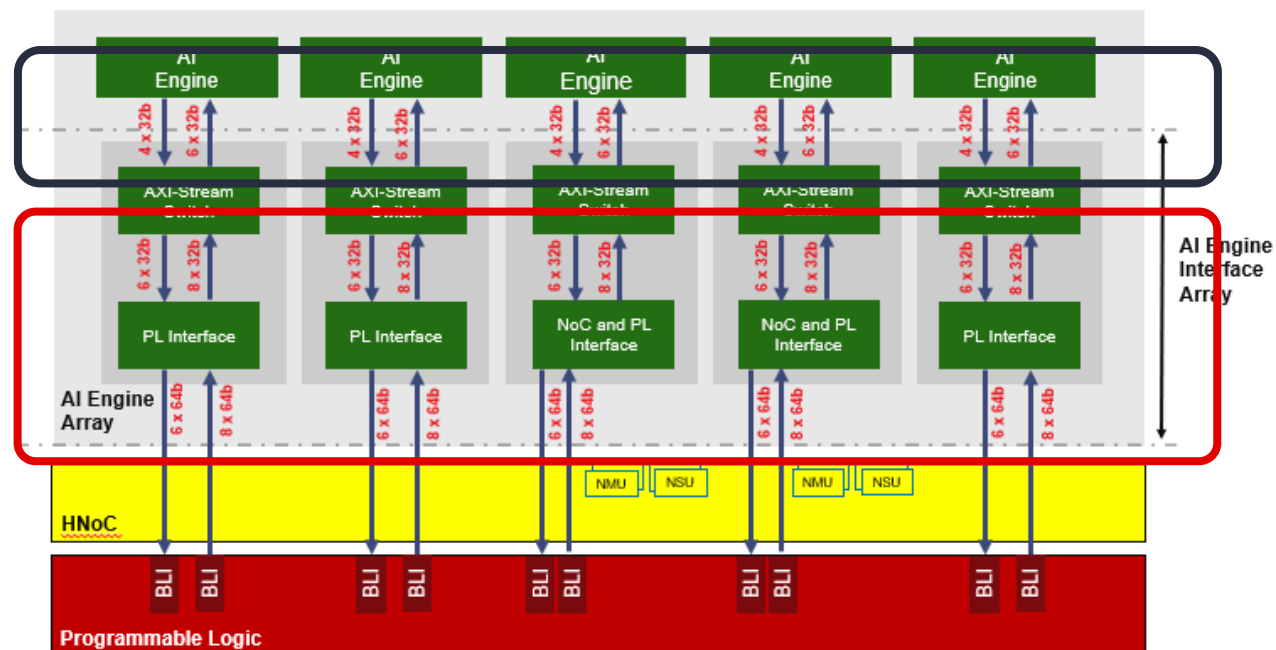 AI
Engine
AI
Engine
AI
Engine
AI
Engine
AI
Engine
4 x 32b
6 x 32b
4 x 32b
6 x 32b
4 x 32b
6 x 32b
4 x 32b
6 x 32b
4 x 32b
6 x 32b
AXI-Stream
Switch
AXI-Stream
Switch
AXI-Stream
Switch
AXI-Stream
Switch
AXI-Stream
Switch
6 x 32b
8 x 32b
6 x 32b
8 x 32b
6 x 32b
8 x 32b
6 x 32b
8 x 32b
6 x 32b
8 x 32b
AI Engine
Interface
Array
PL Interface
PL Interface
NoC and PL
Interface
NoC and PL
Interface
PL Interface
AI Engine
Array
6 x 64b
8 x 64b
6 x 64b
8 x 64b
6 x 64b
8 x 64b
6 x 64b
8 x 64b
6 x 64b
8 x 64b
NMU
NSU
NMU
NSU
HNoC
BLI
BLI
BLI
BLI
BLI
BLI
BLI
BLI
BLI
BLI
Programmable Logic